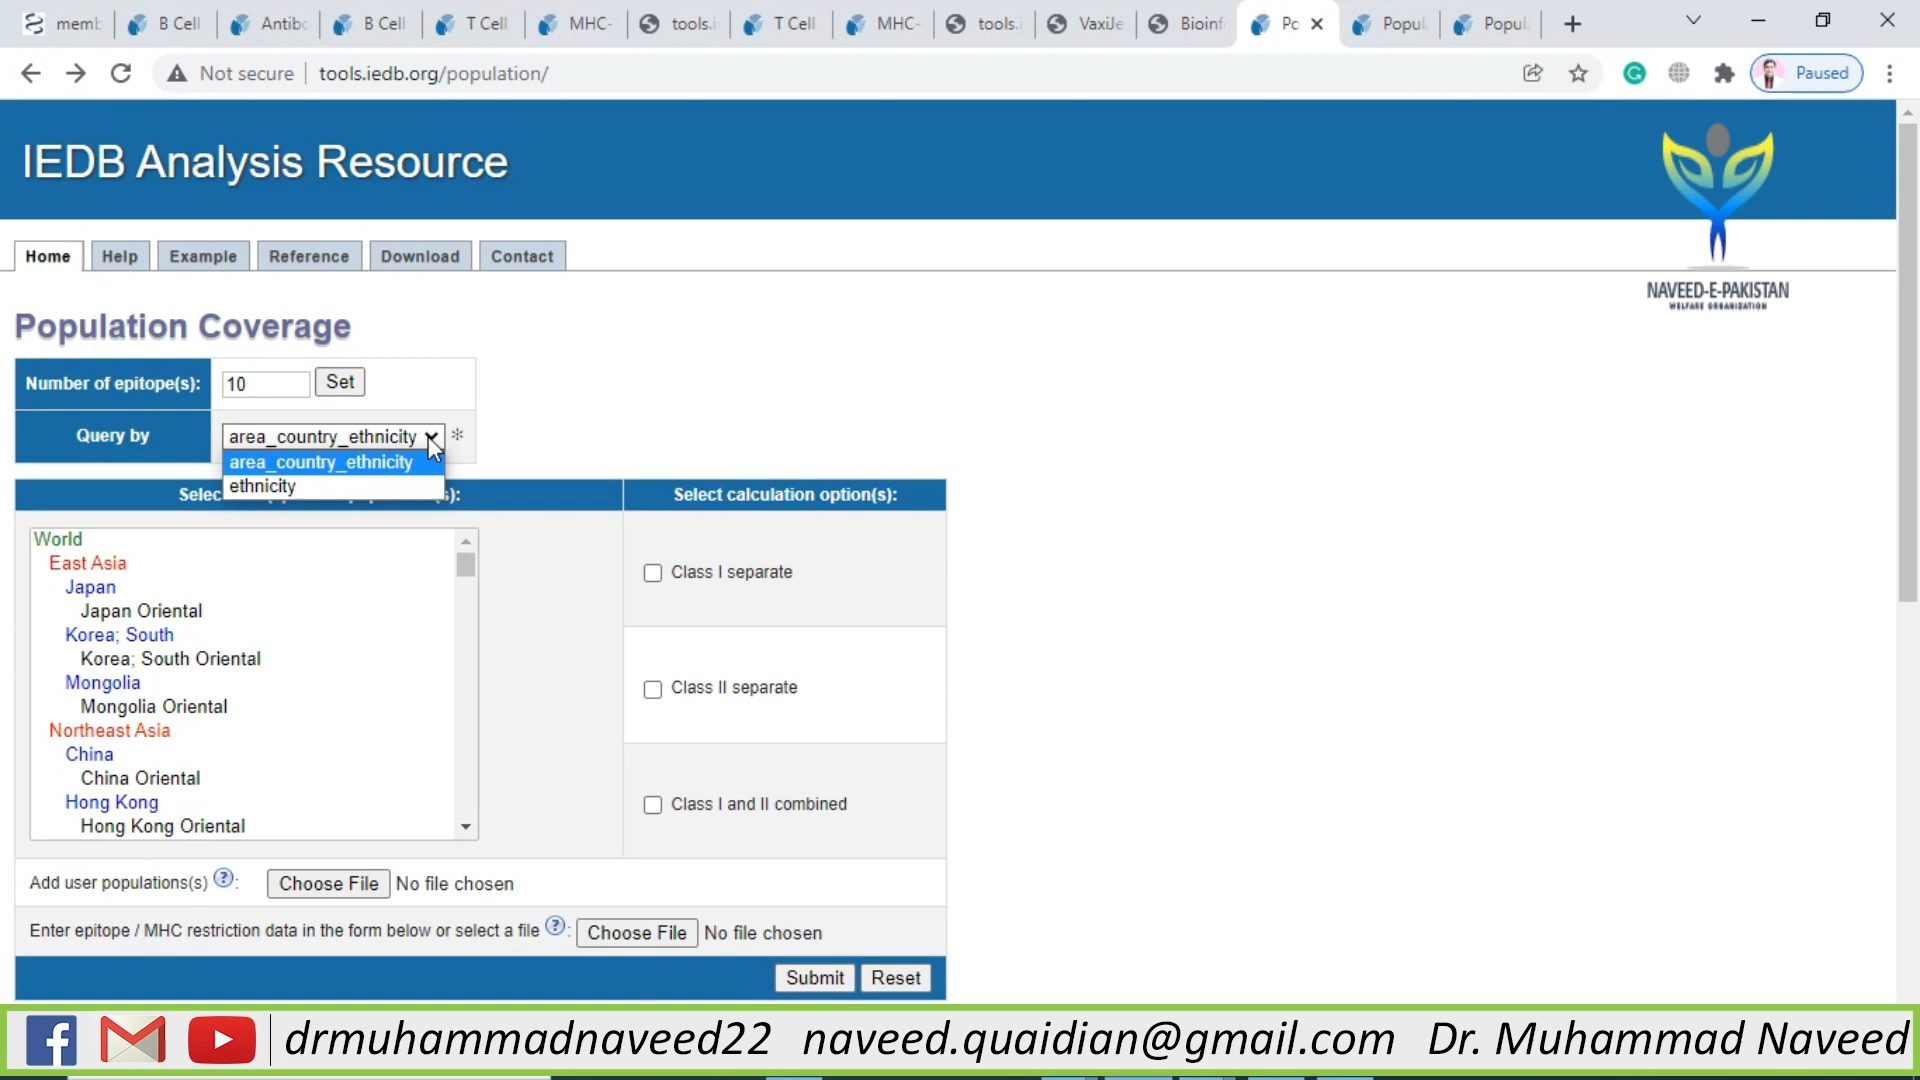 memb B Cell Antibo B Cell T Cell MHC- tools.i T Cell MHC- tools.i VaxiJe Bioinf Po Popul Popul
Not secure tools.iedb.org/population/ Paused
IEDB Analysis Resource
NAVEED-E-PAKISTAN
WELFARE ORGANIZATION
Home Help Example Reference Download Contact
Population Coverage
Number of epitope(s): 10 Set
Query by area_country_ethnicity *
area_country_ethnicity
ethnicity
Select calculation option(s):
World
East Asia
Japan
Japan Oriental
Korea; South
Korea; South Oriental
Mongolia
Mongolia Oriental
Northeast Asia
China
China Oriental
Hong Kong
Hong Kong Oriental
Class I separate
Class II separate
Class I and II combined
Add user populations(s) ? : Choose File No file chosen
Enter epitope / MHC restriction data in the form below or select a file ? : Choose File No file chosen
Submit Reset
drmuhammadnaveed22 naveed.quaidian@gmail.com Dr. Muhammad Naveed